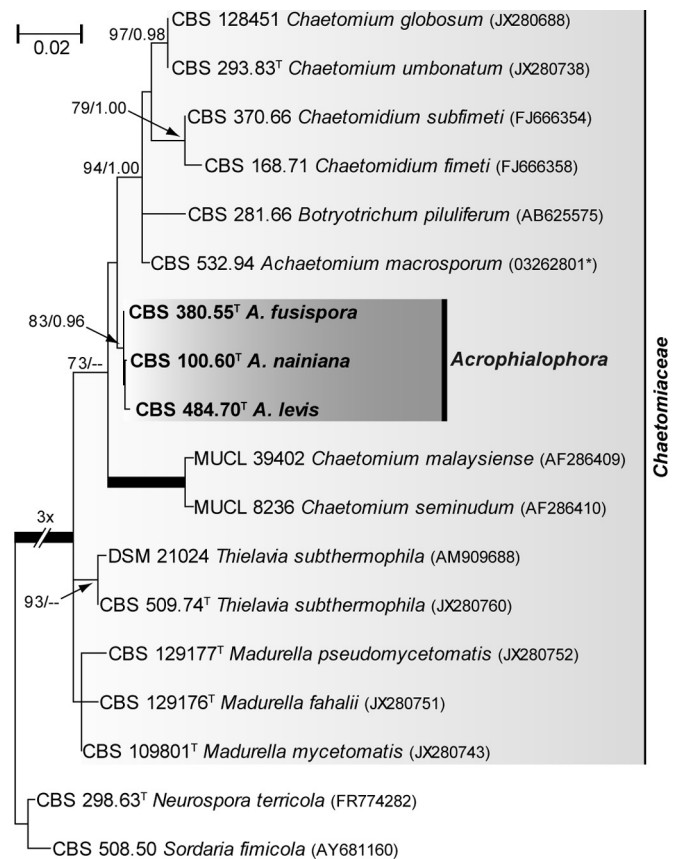 CBS 128451 Chaetomium globosum (JX280688)
97/0.98
0.02
CBS 293.83ᵀ Chaetomium umbonatum (JX280738)
79/1.00
CBS 370.66 Chaetomidium subfimeti (FJ666354)
94/1.00
CBS 168.71 Chaetomidium fimeti (FJ666358)
CBS 281.66 Botryotrichum piluliferum (AB625575)
CBS 532.94 Achaetomium macrosporum (03262801*)
83/0.96
CBS 380.55ᵀ A. fusispora
CBS 100.60ᵀ A. nainiana
Acrophialophora
73/--
CBS 484.70ᵀ A. levis
Chaetomiaceae
MUCL 39402 Chaetomium malaysiense (AF286409)
MUCL 8236 Chaetomium seminudum (AF286410)
3x
DSM 21024 Thielavia subthermophila (AM909688)
93/--
CBS 509.74ᵀ Thielavia subthermophila (JX280760)
CBS 129177ᵀ Madurella pseudomycetomatis (JX280752)
CBS 129176ᵀ Madurella fahalii (JX280751)
CBS 109801ᵀ Madurella mycetomatis (JX280743)
CBS 298.63ᵀ Neurospora terricola (FR774282)
CBS 508.50 Sordaria fimicola (AY681160)